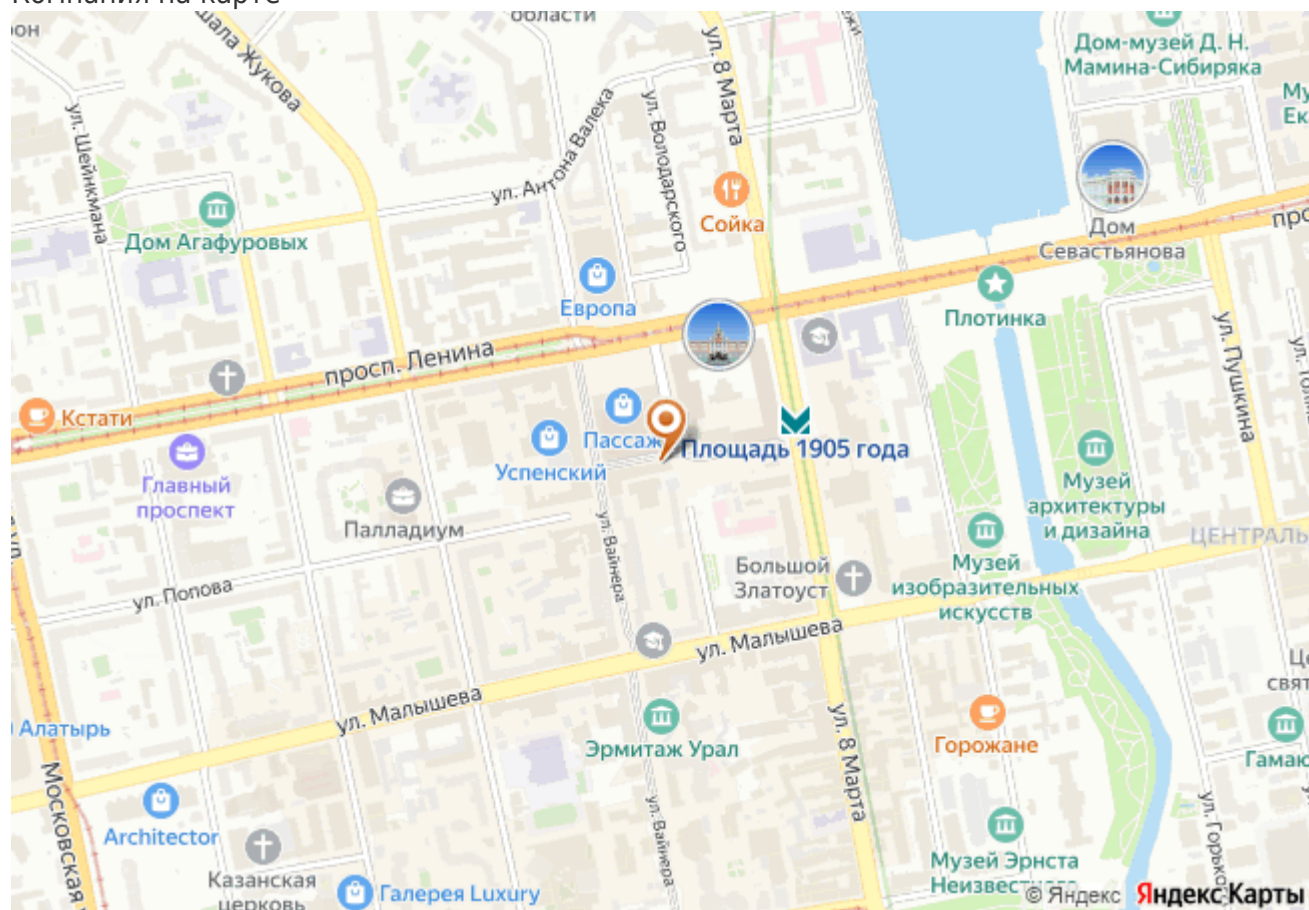 Компания на карте
области
ул. 8 Марта
Дом-музей Д. Н.
Мамина-Сибиряка
ул. Шейнкмана
ул. Антона Валека
ул. Володарского
Сойка
Дом Агафуровых
Дом
Севастьянова
Европа
Плотинка
просп. Ленина
ул. Пушкина
Кстати
Пассаж
Площадь 1905 года
Успенский
Главный
проспект
Палладиум
Музей
архитектуры
и дизайна
ул. Вайнера
Большой
Златоуст
Музей
изобразительных
искусств
ул. Попова
ул. Малышева
ул. Малышева
Алатырь
Эрмитаж Урал
ул. 8 Марта
Горожане
Московская
Architector
ул. Вайнера
Казанская
церковь
Галерея Luxury
Музей Эрнста
Неизвестного
© Яндекс Яндекс Карты